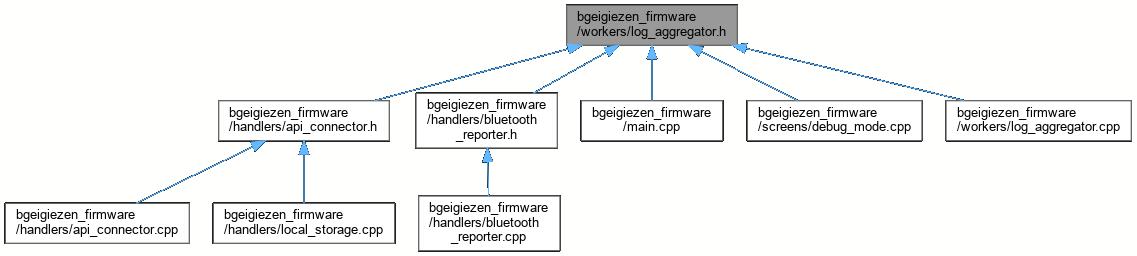 bgeigiezen_firmware
/workers/log_aggregator.h
bgeigiezen_firmware
/handlers/api_connector.h
bgeigiezen_firmware
/handlers/bluetooth
_reporter.h
bgeigiezen_firmware
/main.cpp
bgeigiezen_firmware
/screens/debug_mode.cpp
bgeigiezen_firmware
/workers/log_aggregator.cpp
bgeigiezen_firmware
/handlers/api_connector.cpp
bgeigiezen_firmware
/handlers/local_storage.cpp
bgeigiezen_firmware
/handlers/bluetooth
_reporter.cpp